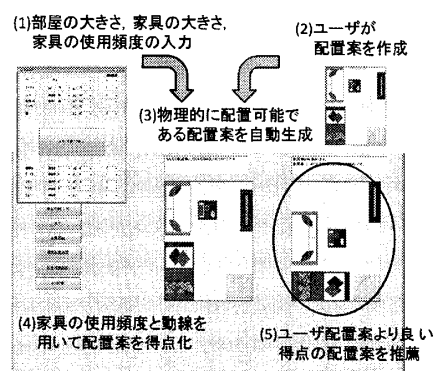 (1)部屋の大きさ, 家具の大きさ,
家具の使用頻度の入力
(2)ユーザが
配置案を作成
(3)物理的に配置可能で
ある配置案を自動生成
(4)家具の使用頻度と動線を
用いて配置案を得点化
(5)ユーザ配置案より良い
得点の配置案を推薦